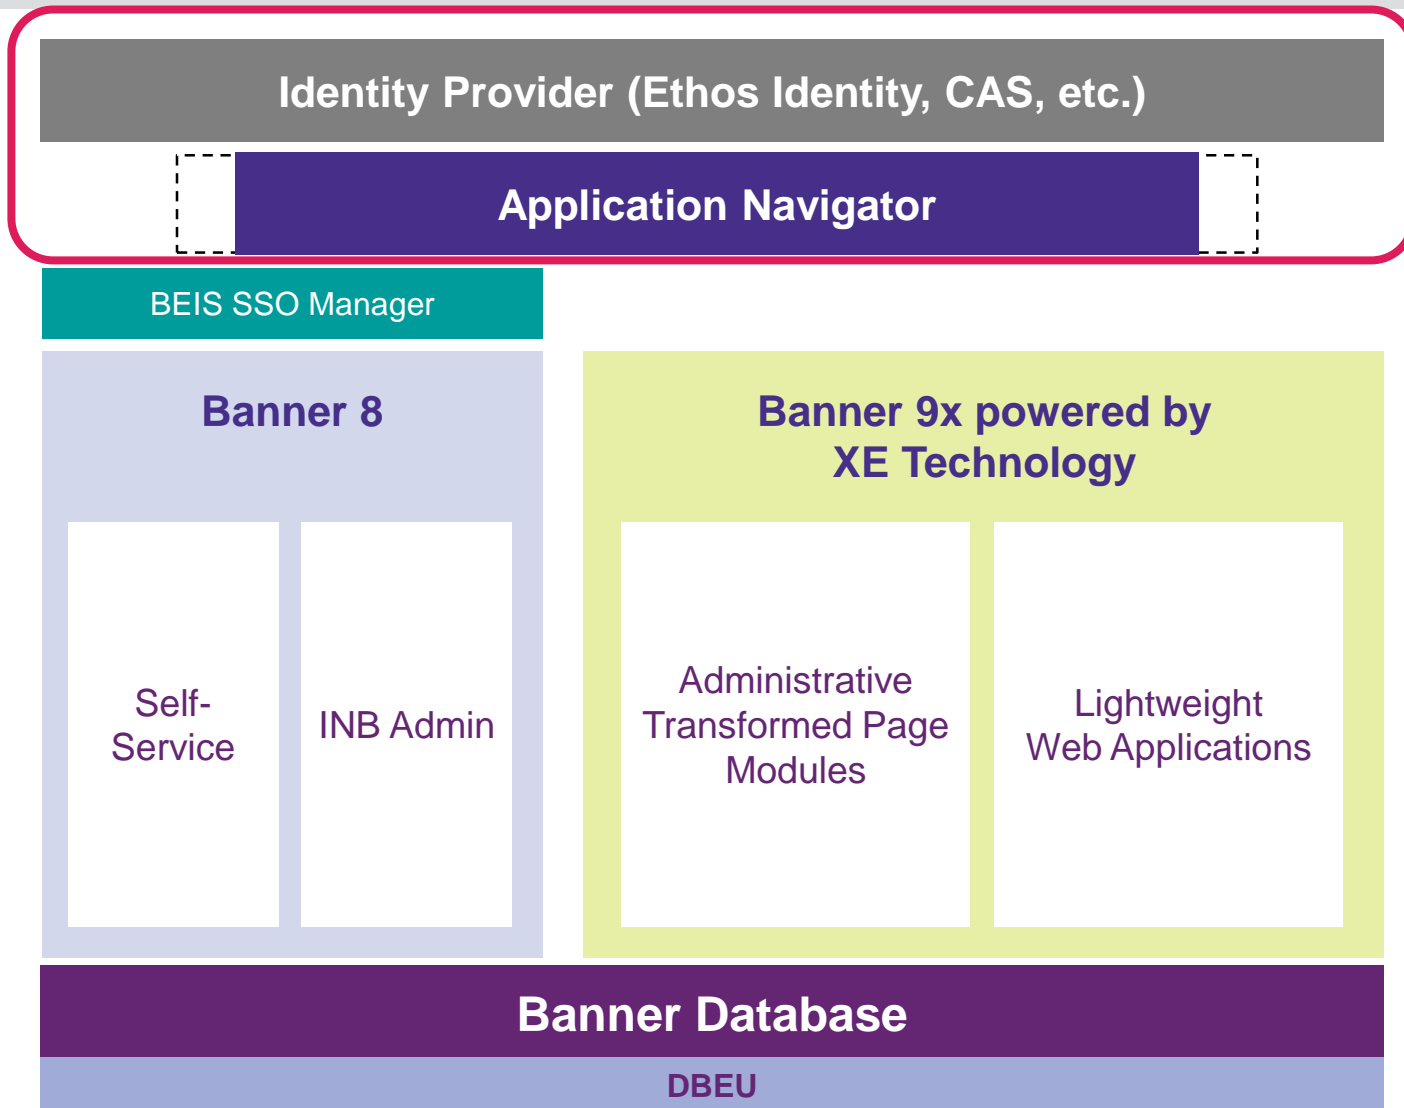 Identity Provider (Ethos Identity, CAS, etc.)
Application Navigator
BEIS SSO Manager
Banner 8
Self-
Service
INB Admin
Banner 9x powered by
XE Technology
Administrative
Transformed Page
Modules
Lightweight
Web Applications
Banner Database
DBEU